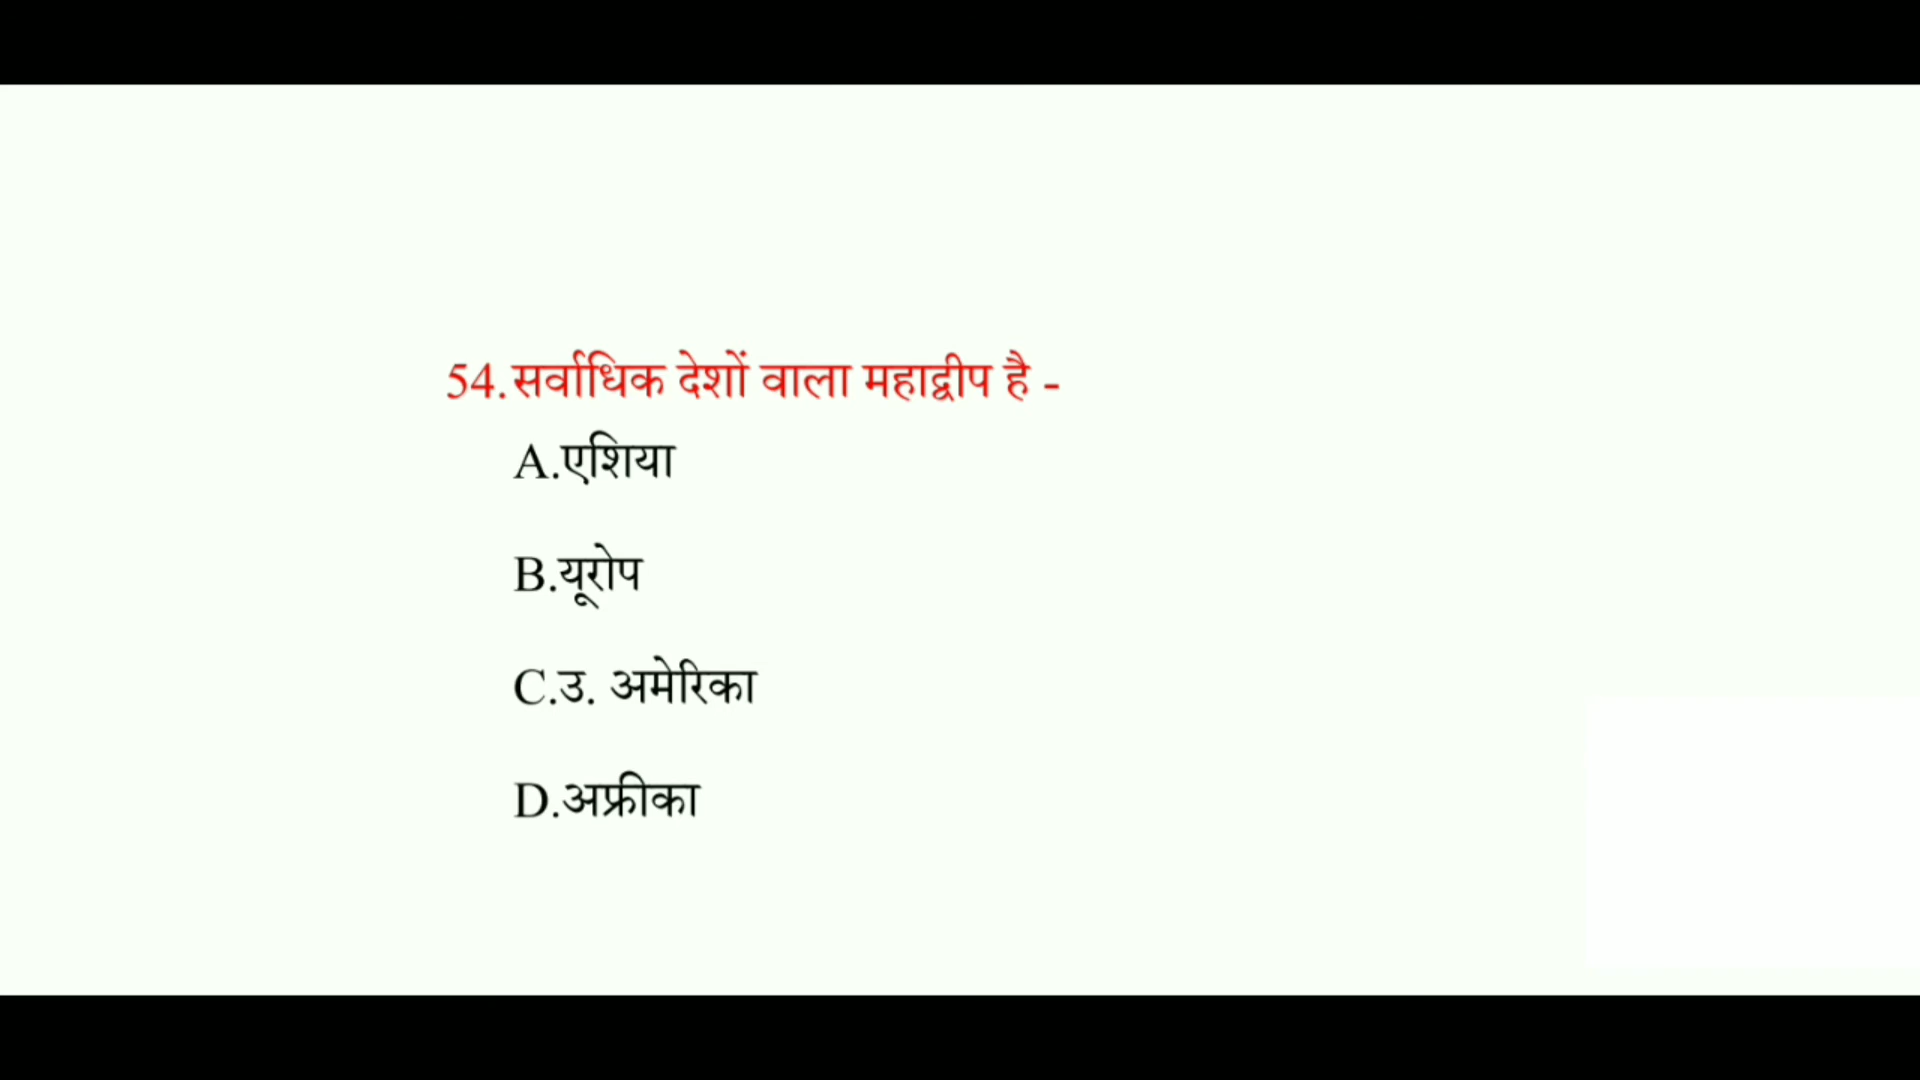 54.सर्वाधिक देशों वाला महाद्वीप है -
A.एशिया
B.यूरोप
C.उ. अमेरिका
D.अफ्रीका